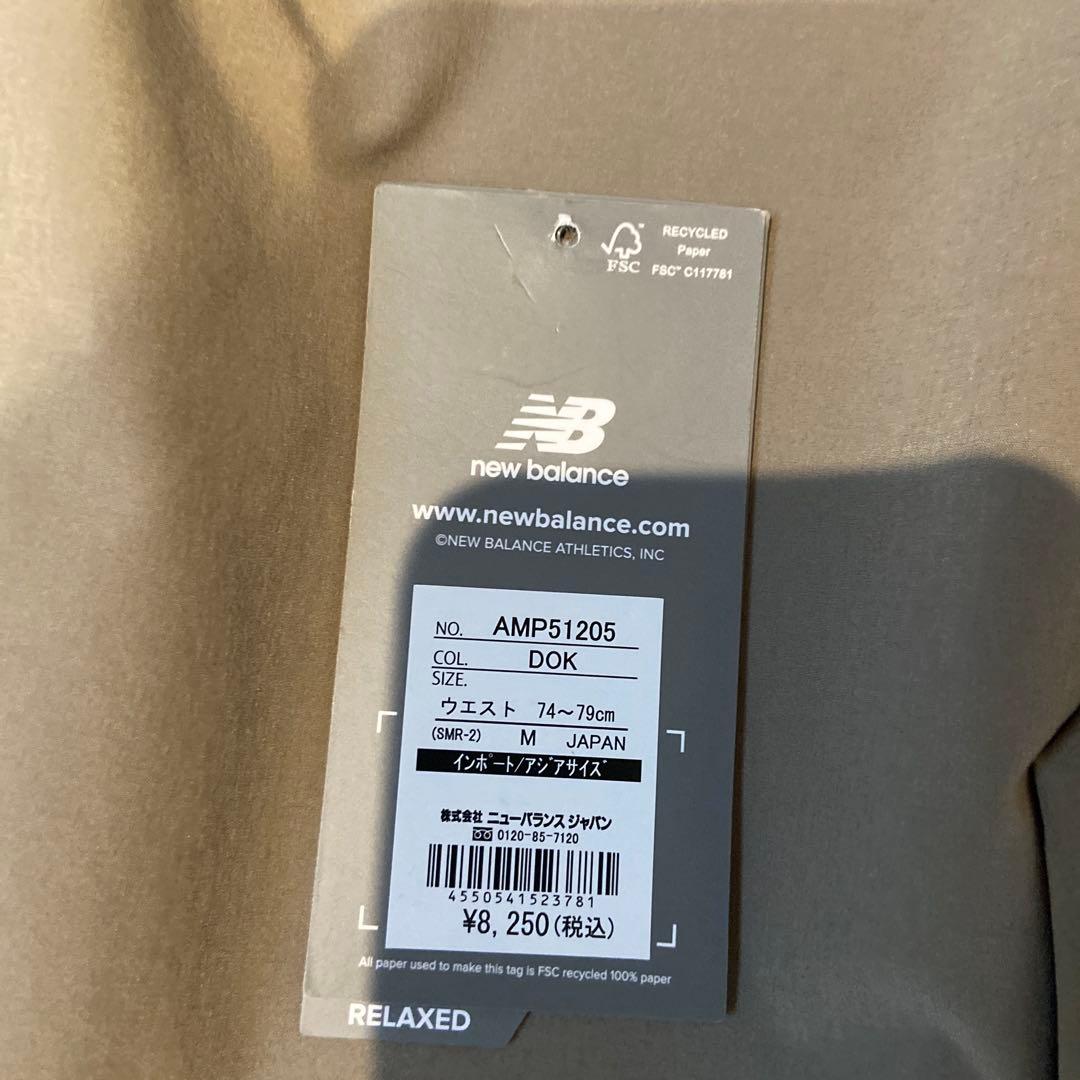 RECYCLED
Paper
FSC™ C117781
FSC™
NB
new balance
www.newbalance.com
©NEW BALANCE ATHLETICS, INC
NO. AMP51205
COL. DOK
SIZE.
ウエスト 74~79cm
(SMR-2) M JAPAN
インポート/アジアサイズ
株式会社 ニューバランス ジャパン
0120-85-7120
4550541523781
¥8,250(税込)
All paper used to make this tag is FSC recycled 100% paper
RELAXED